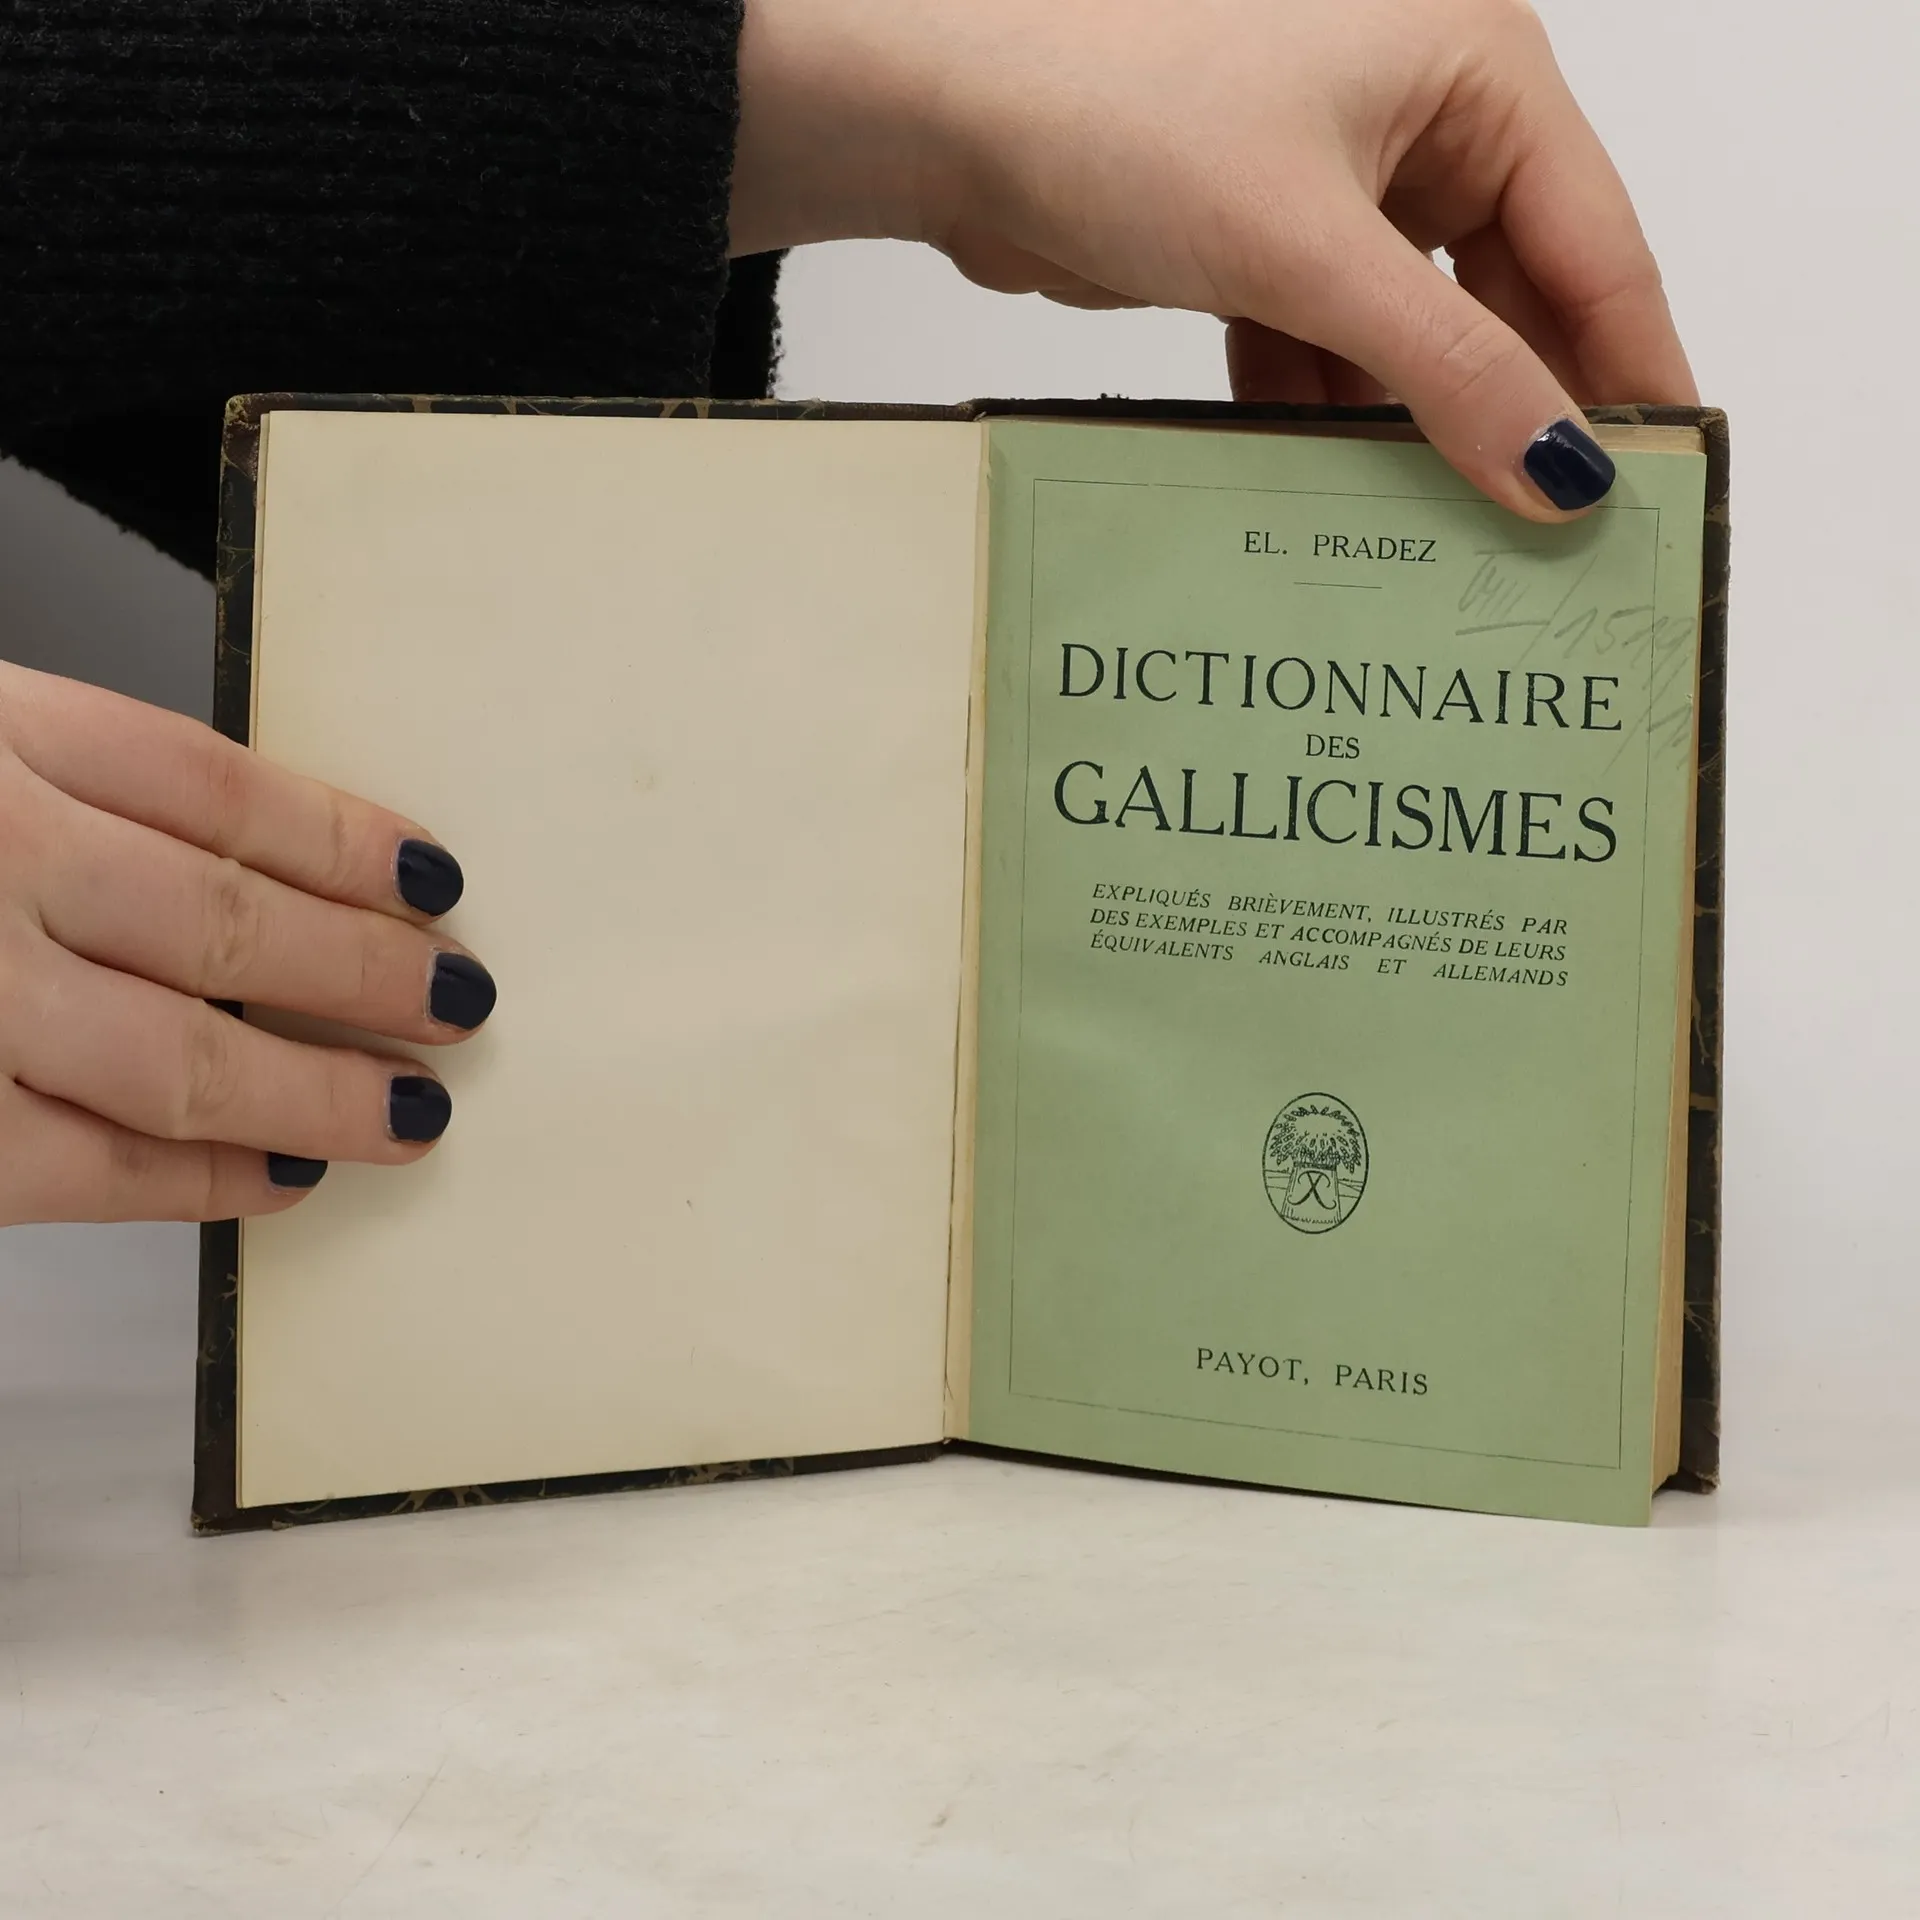 EL. PRADEZ
DICTIONNAIRE
DES
GALLICISMES
EXPLIQUÉS BRIÈVEMENT, ILLUSTRÉS PAR
DES EXEMPLES ET ACCOMPAGNÉS DE LEURS
ÉQUIVALENTS ANGLAIS ET ALLEMANDS
PAYOT, PARIS